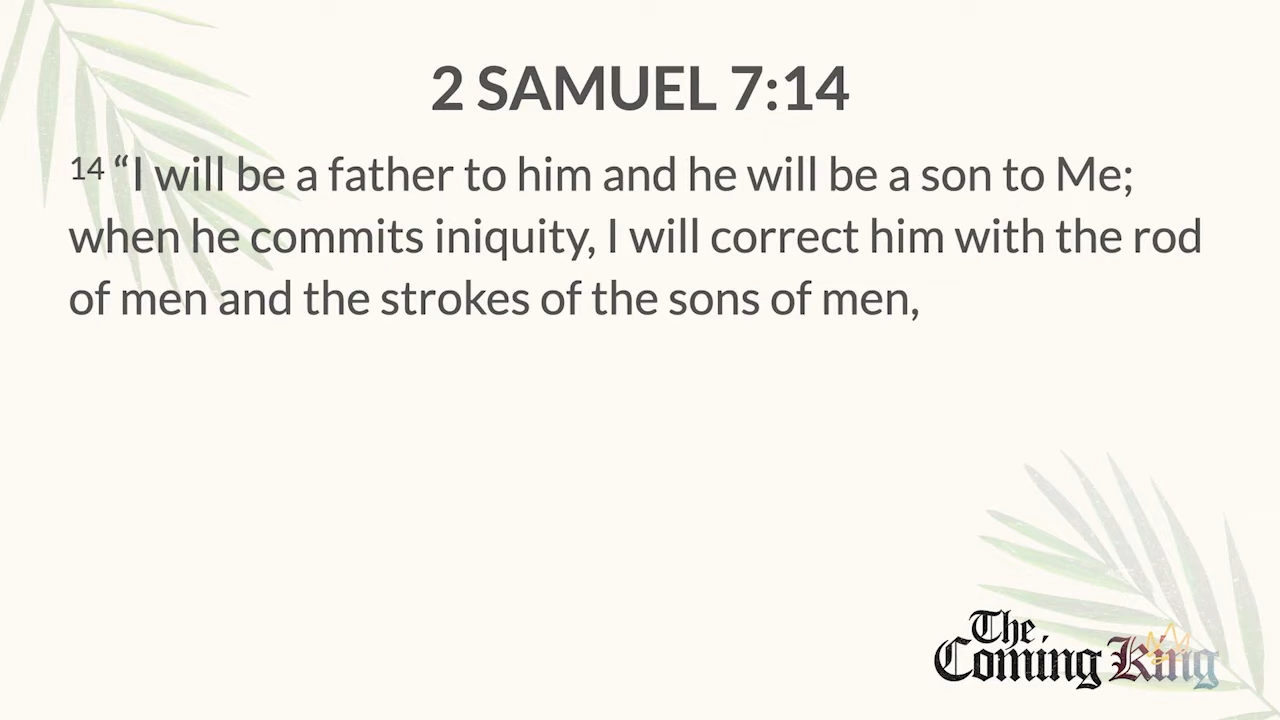 2 SAMUEL 7:14
14 “I will be a father to him and he will be a son to Me;
when he commits iniquity, I will correct him with the rod
of men and the strokes of the sons of men,
The
Coming King